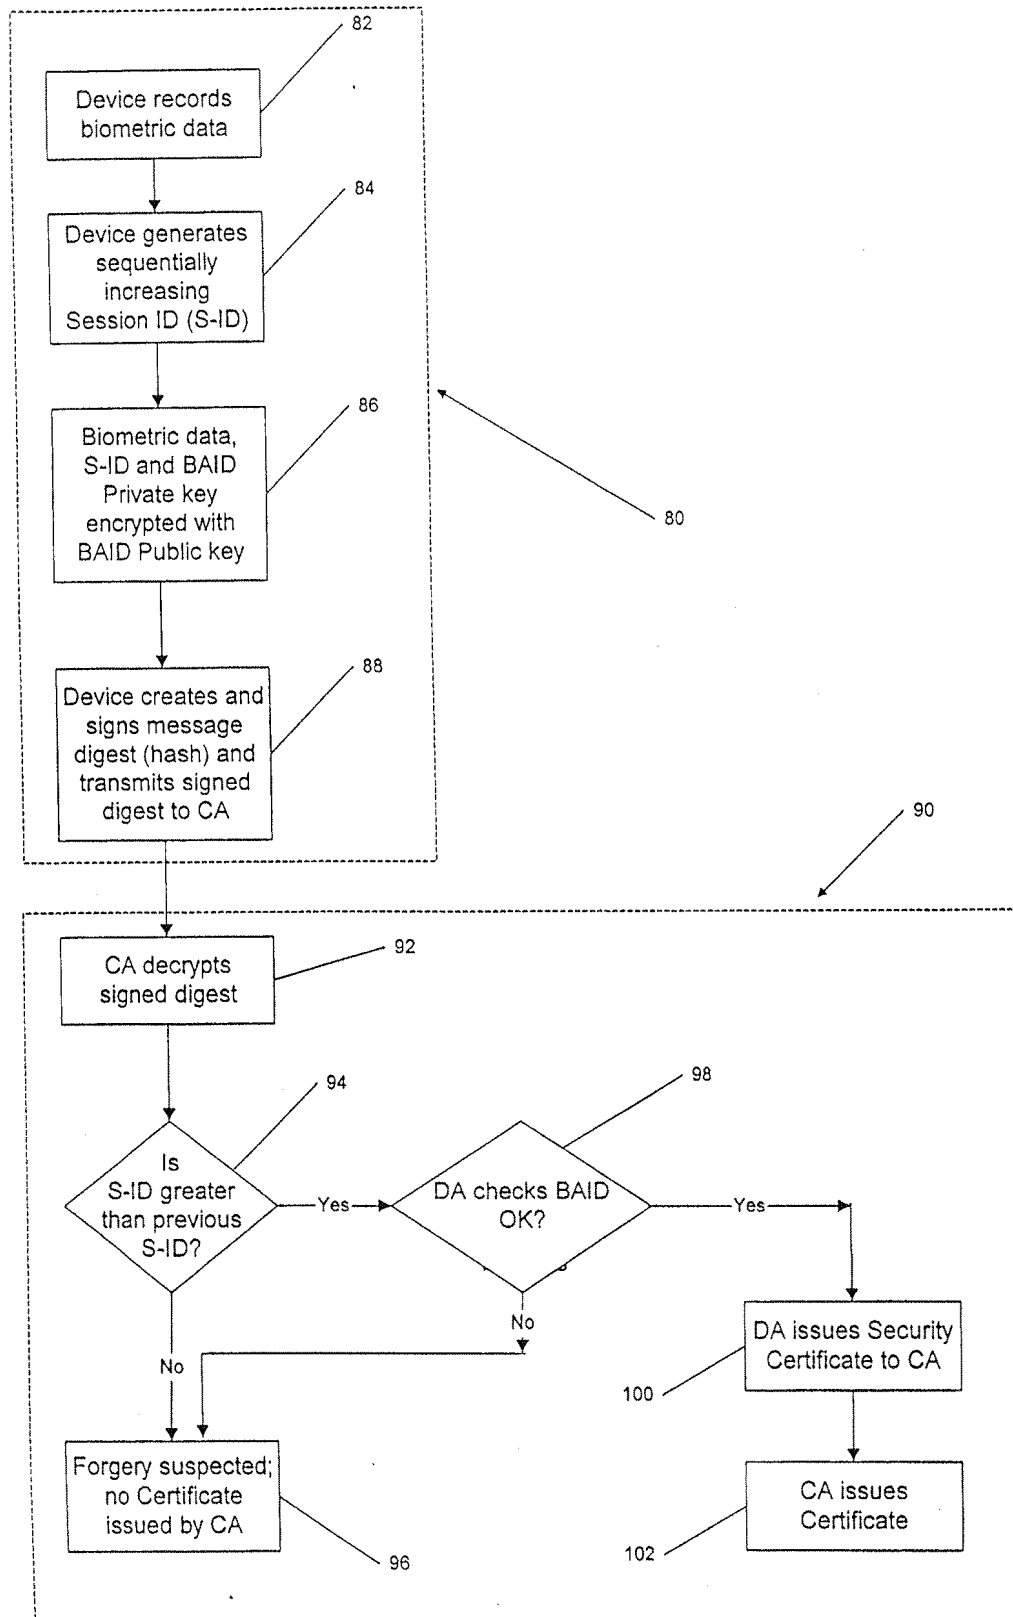 82
Device records
biometric data
84
Device generates
sequentially
increasing
Session ID (S-ID)
86
Biometric data,
S-ID and BAID
Private key
encrypted with
BAID Public key
80
88
Device creates and
signs message
digest (hash) and
transmits signed
digest to CA
90
92
CA decrypts
signed digest
94
98
Is
S-ID greater
than previous
S-ID?
Yes
DA checks BAID
OK?
Yes
No
No
DA issues Security
Certificate to CA
100
Forgery suspected;
no Certificate
issued by CA
CA issues
Certificate
102
96